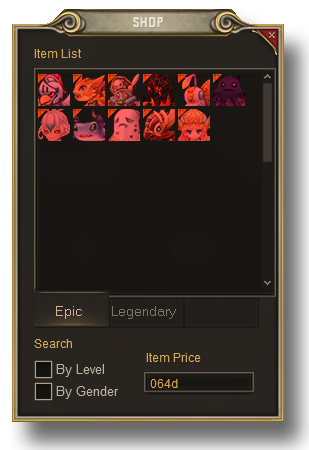 SHOP
Item List
Epic
Legendary
Search
By Level
By Gender
Item Price
064d